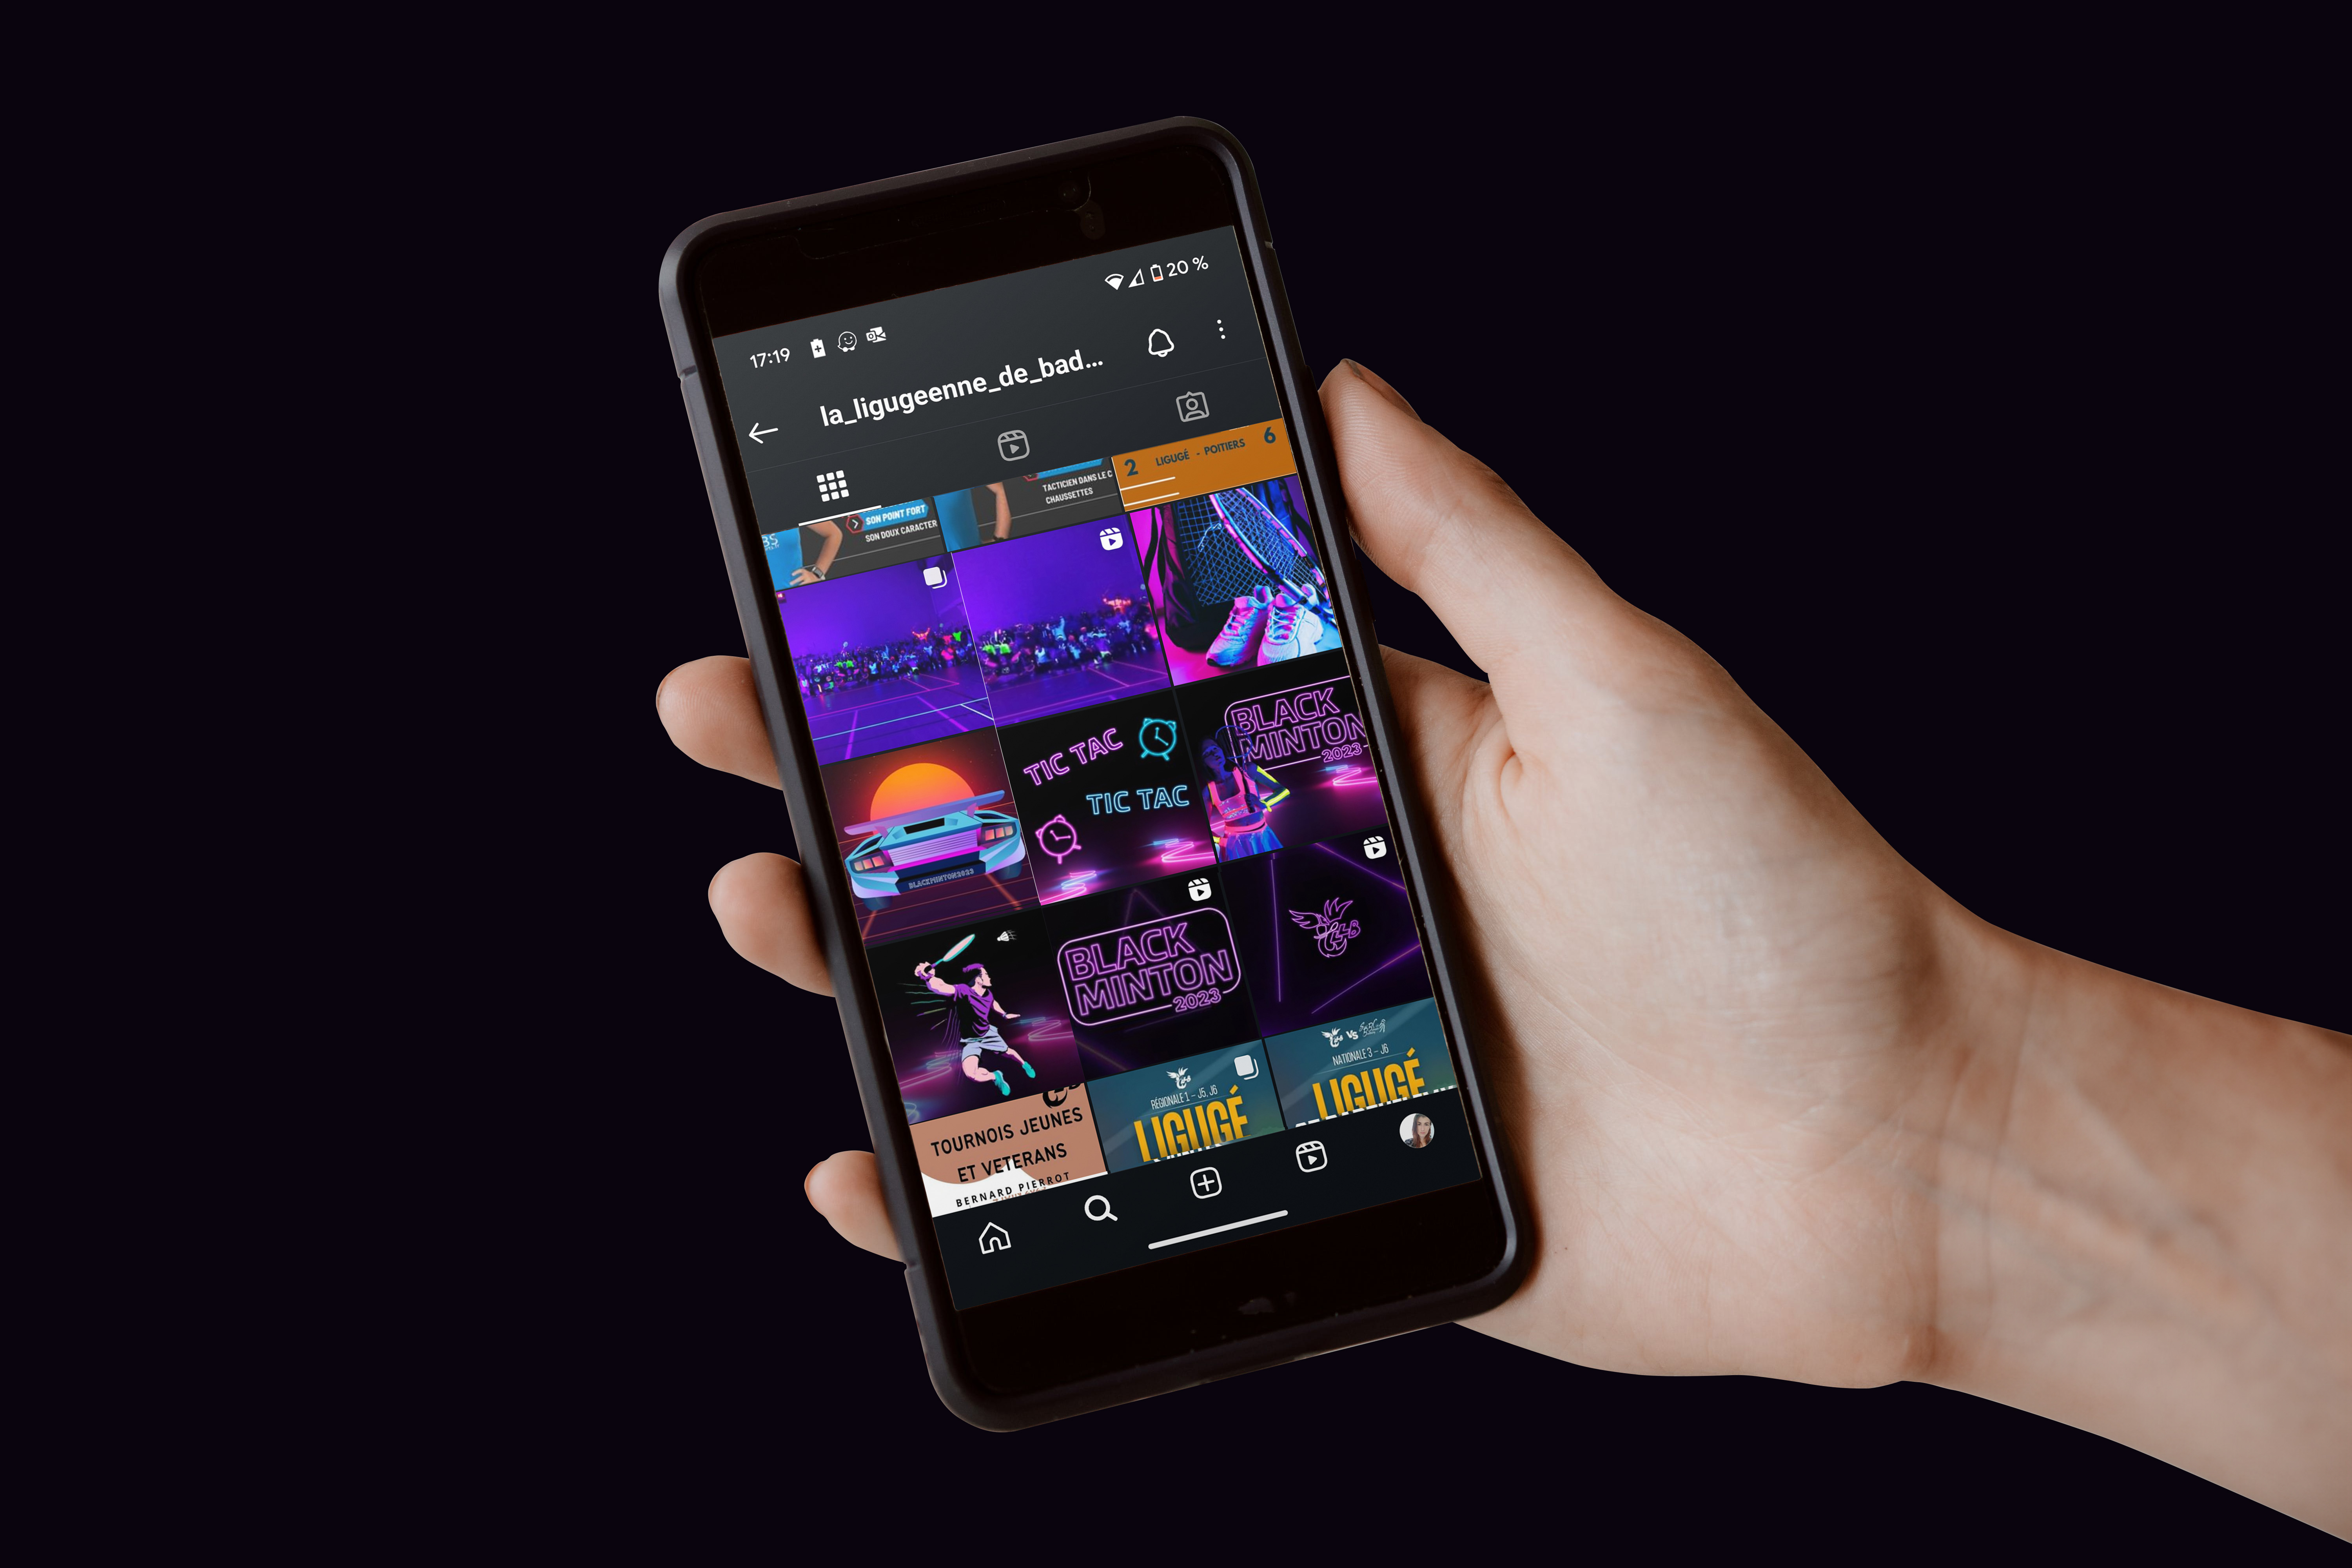 17:19
20 %
la_ligugeenne_de_bad...
SON POINT FORT
SON DOUX CARACTER
TACTICIEN DANS LE C
CHAUSSETTES
2 LIGUGÉ - POITIERS 6
BLACKMINTON2023
TIC TAC
TIC TAC
BLACK
MINTON
2023
BLACK
MINTON
2023
TOURNOIS JEUNES
ET VETERANS
BERNARD PIERROT
RÉGIONALE 1 – J5, J6
LIGUGÉ
VS
NATIONALE 3 – J6
LIGUGÉ